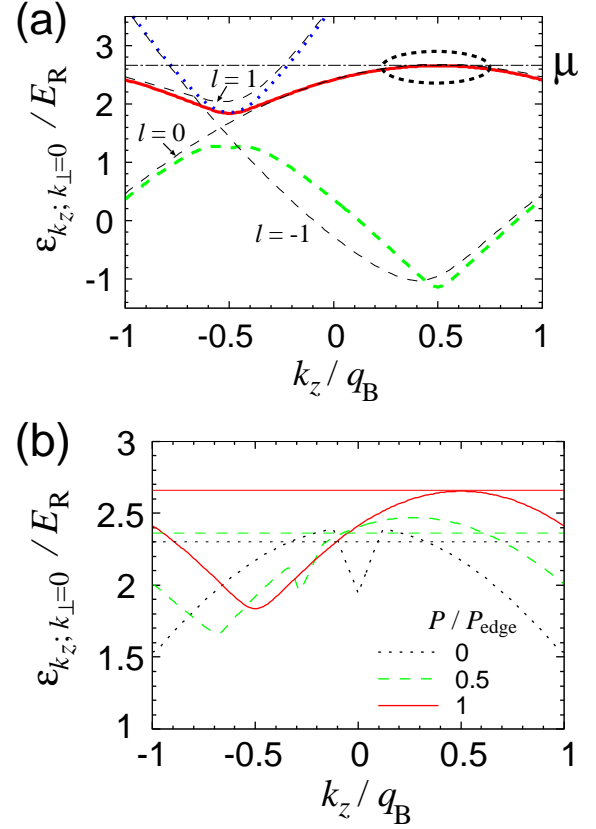 (a)
3
2
1
0
-1
ε_{k_z; k_⊥=0} / E_R
l = 1
l = 0
l = -1
μ
-1 -0.5 0 0.5 1
k_z / q_B
(b)
3
2.5
2
1.5
1
ε_{k_z; k_⊥=0} / E_R
P / P_edge
0
0.5
1
-1 -0.5 0 0.5 1
k_z / q_B